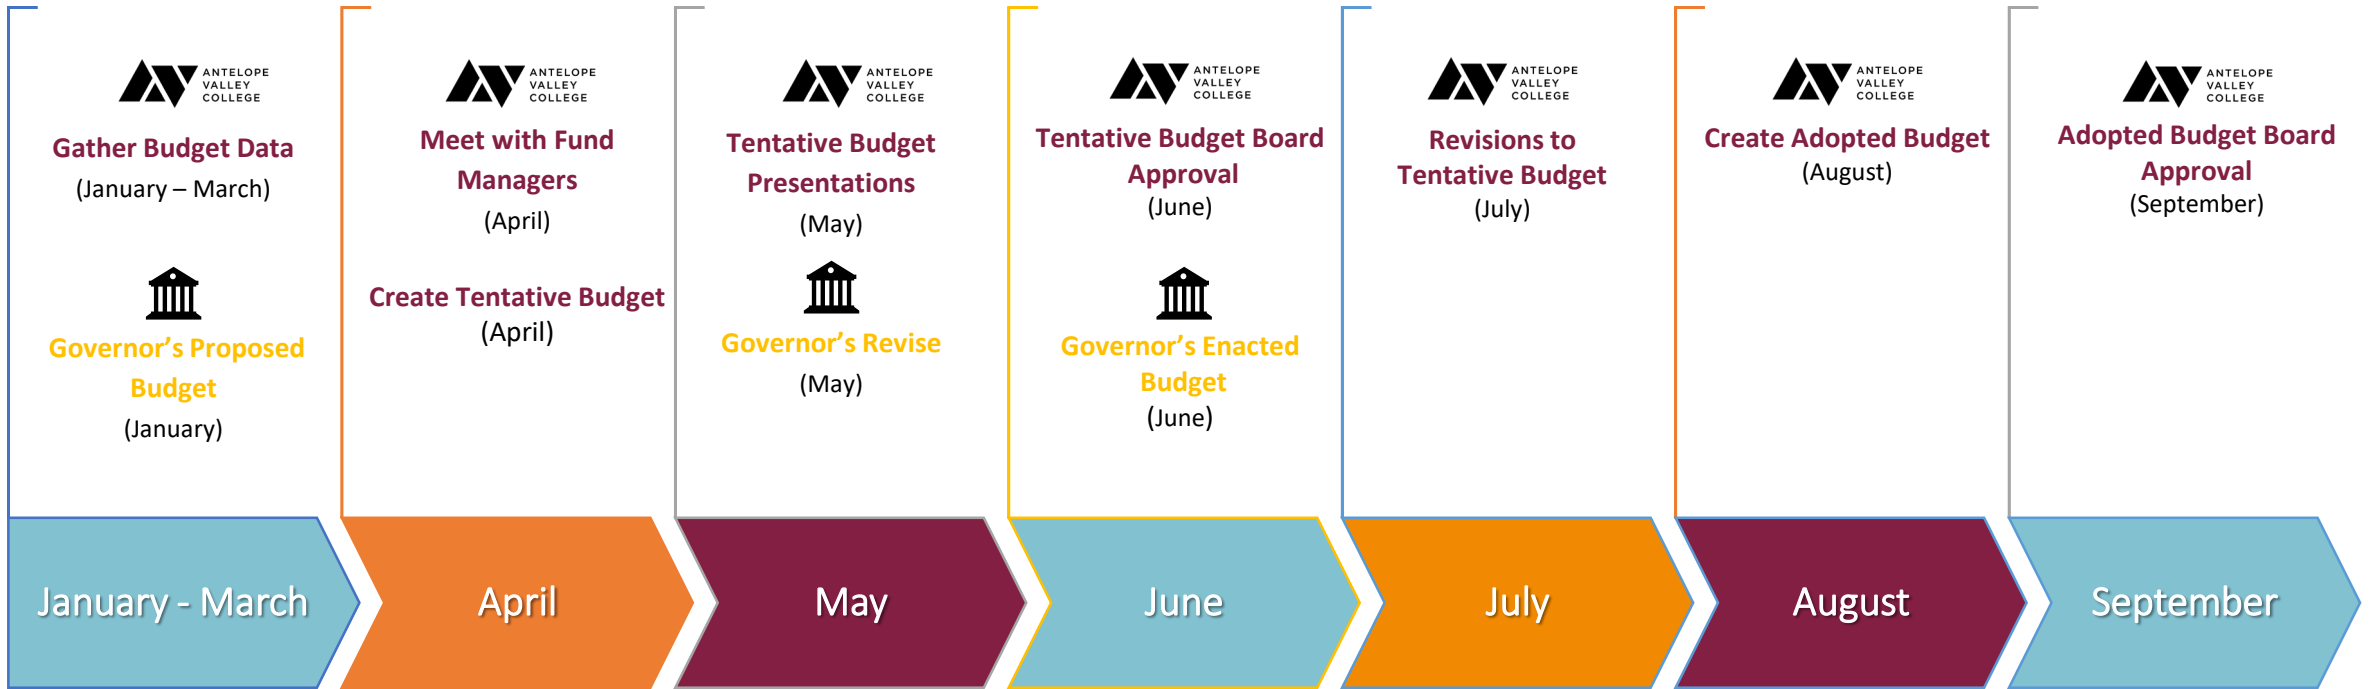 ANTELOPE
VALLEY
COLLEGE
Gather Budget Data
(January – March)
Governor's Proposed
Budget
(January)
ANTELOPE
VALLEY
COLLEGE
Meet with Fund
Managers
(April)
Create Tentative Budget
(April)
ANTELOPE
VALLEY
COLLEGE
Tentative Budget
Presentations
(May)
Governor's Revise
(May)
ANTELOPE
VALLEY
COLLEGE
Tentative Budget Board
Approval
(June)
Governor's Enacted
Budget
(June)
ANTELOPE
VALLEY
COLLEGE
Revisions to
Tentative Budget
(July)
ANTELOPE
VALLEY
COLLEGE
Create Adopted Budget
(August)
ANTELOPE
VALLEY
COLLEGE
Adopted Budget Board
Approval
(September)
January - March
April
May
June
July
August
September